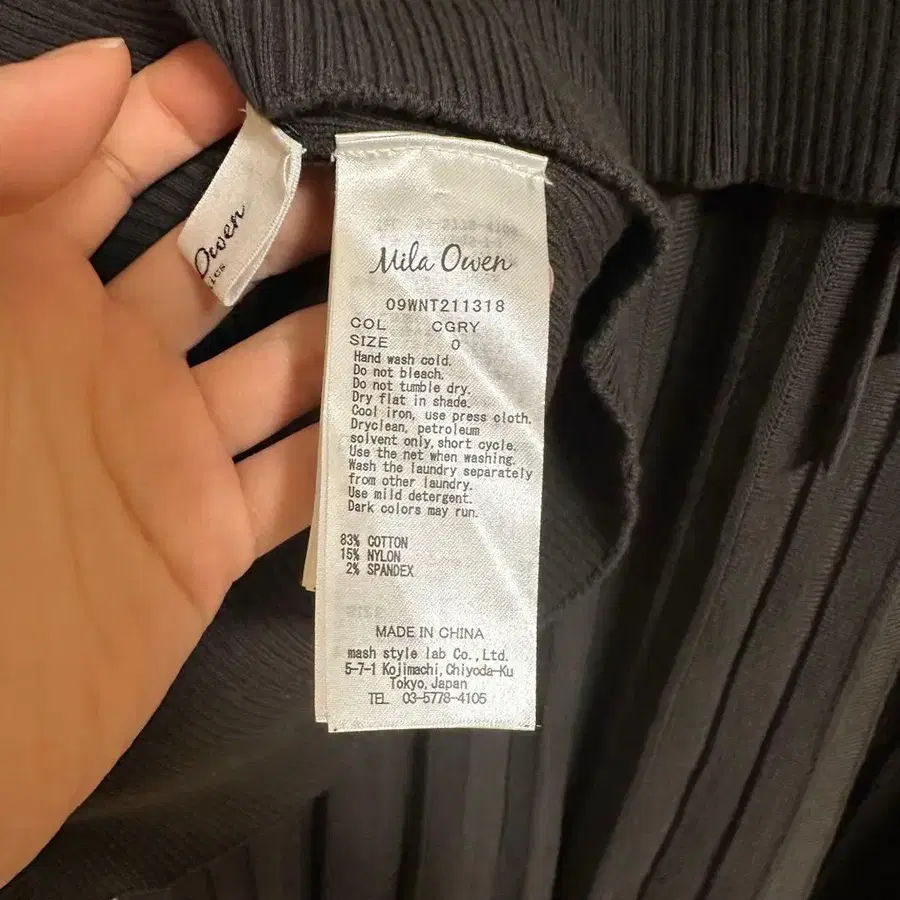 Owen
Mila Owen
09WNT211318
COL CGRY
SIZE 0
Hand wash cold.
Do not bleach.
Do not tumble dry.
Dry flat in shade.
Cool iron, use press cloth.
Dryclean, petroleum
solvent only, short cycle.
Use the net when washing.
Wash the laundry separately
from other laundry.
Use mild detergent.
Dark colors may run.
83% COTTON
15% NYLON
2% SPANDEX
MADE IN CHINA
mash style lab Co., Ltd.
5-7-1 Kojimachi, Chiyoda-Ku
Tokyo, Japan
TEL 03-5778-4105